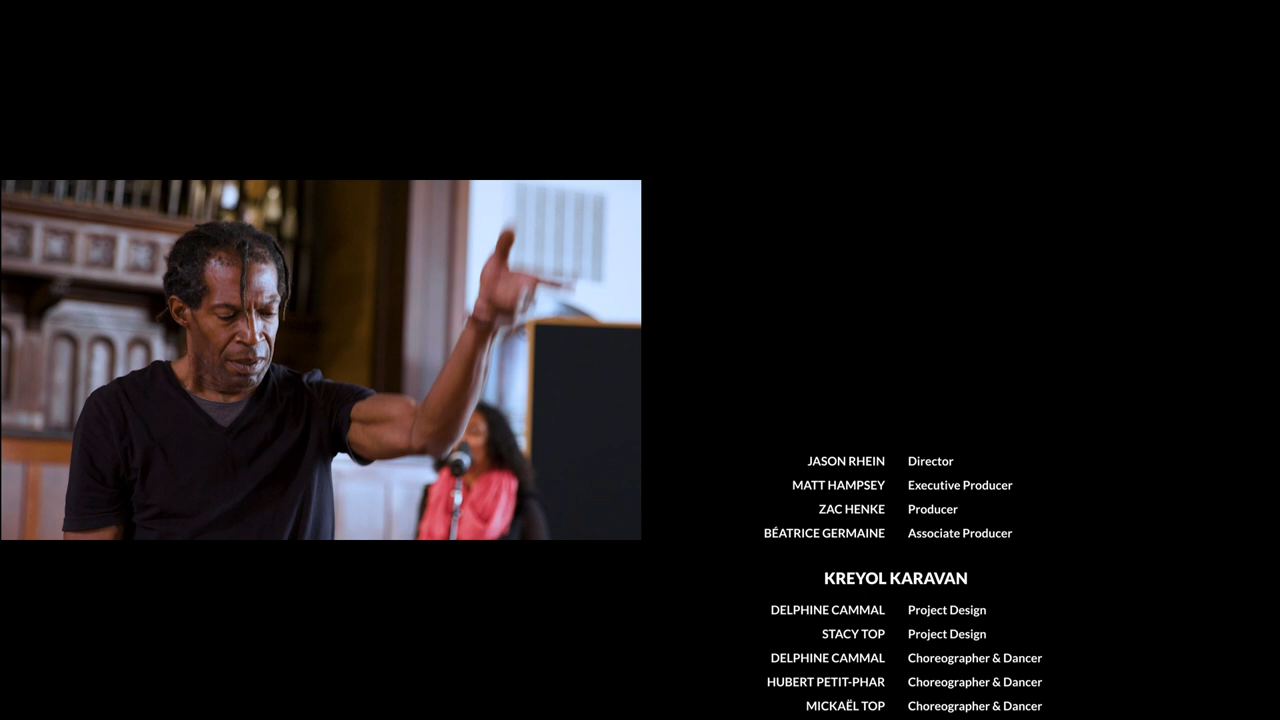 JASON RHEIN Director
MATT HAMPSEY Executive Producer
ZAC HENKE Producer
BÉATRICE GERMAINE Associate Producer
KREYOL KARAVAN
DELPHINE CAMMAL Project Design
STACY TOP Project Design
DELPHINE CAMMAL Choreographer & Dancer
HUBERT PETIT-PHAR Choreographer & Dancer
MICKAËL TOP Choreographer & Dancer